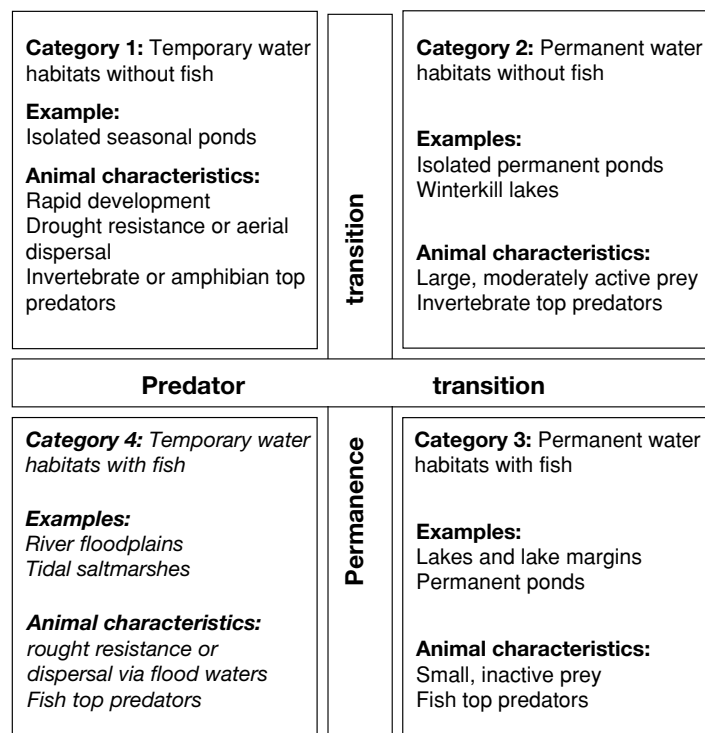 Category 1: Temporary water
habitats without fish
Example:
Isolated seasonal ponds
Animal characteristics:
Rapid development
Drought resistance or aerial
dispersal
Invertebrate or amphibian top
predators
transition
Category 2: Permanent water
habitats without fish
Examples:
Isolated permanent ponds
Winterkill lakes
Animal characteristics:
Large, moderately active prey
Invertebrate top predators
Predator transition
Category 4: Temporary water
habitats with fish
Examples:
River floodplains
Tidal saltmarshes
Animal characteristics:
rought resistance or
dispersal via flood waters
Fish top predators
Permanence
Category 3: Permanent water
habitats with fish
Examples:
Lakes and lake margins
Permanent ponds
Animal characteristics:
Small, inactive prey
Fish top predators